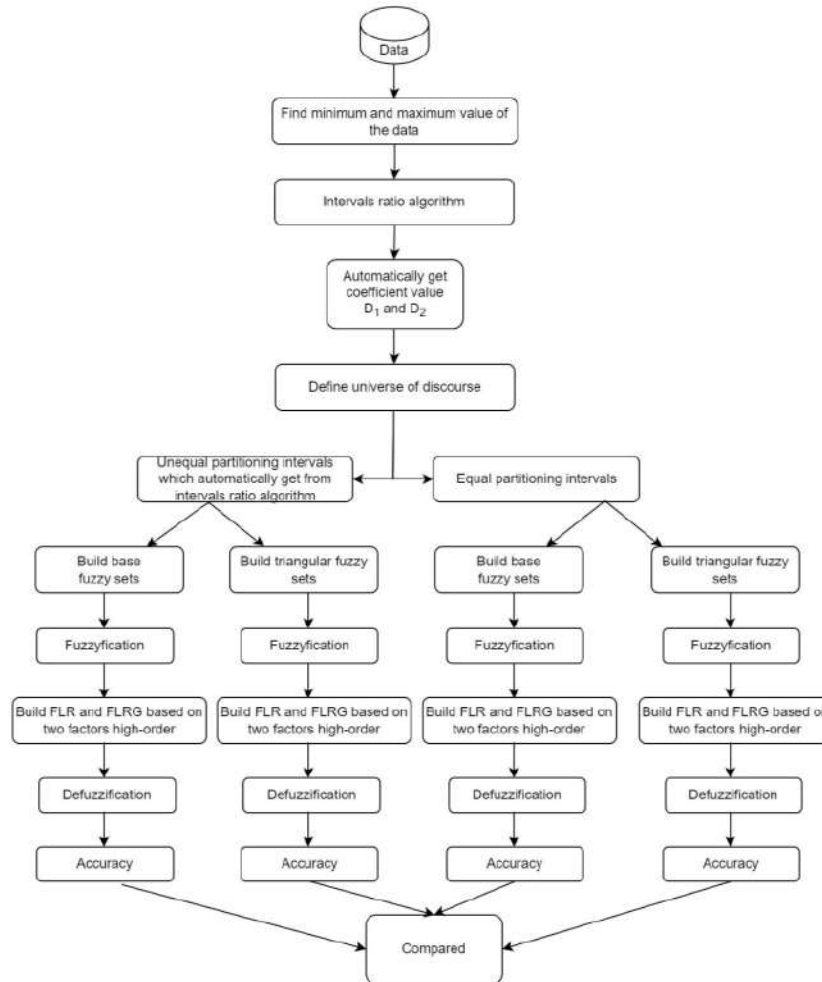 Data
Find minimum and maximum value of
the data
Intervals ratio algorithm
Automatically get
coefficient value
D1 and D2
Define universe of discourse
Unequal partitioning intervals
which automatically get from
intervals ratio algorithm
Equal partitioning intervals
Build base
fuzzy sets
Build triangular fuzzy
sets
Build base
fuzzy sets
Build triangular fuzzy
sets
Fuzzyfication
Fuzzyfication
Fuzzyfication
Fuzzyfication
Build FLR and FLRG based on
two factors high-order
Build FLR and FLRG based on
two factors high-order
Build FLR and FLRG based on
two factors high-order
Build FLR and FLRG based on
two factors high-order
Defuzzification
Defuzzification
Defuzzification
Defuzzification
Accuracy
Accuracy
Accuracy
Accuracy
Compared